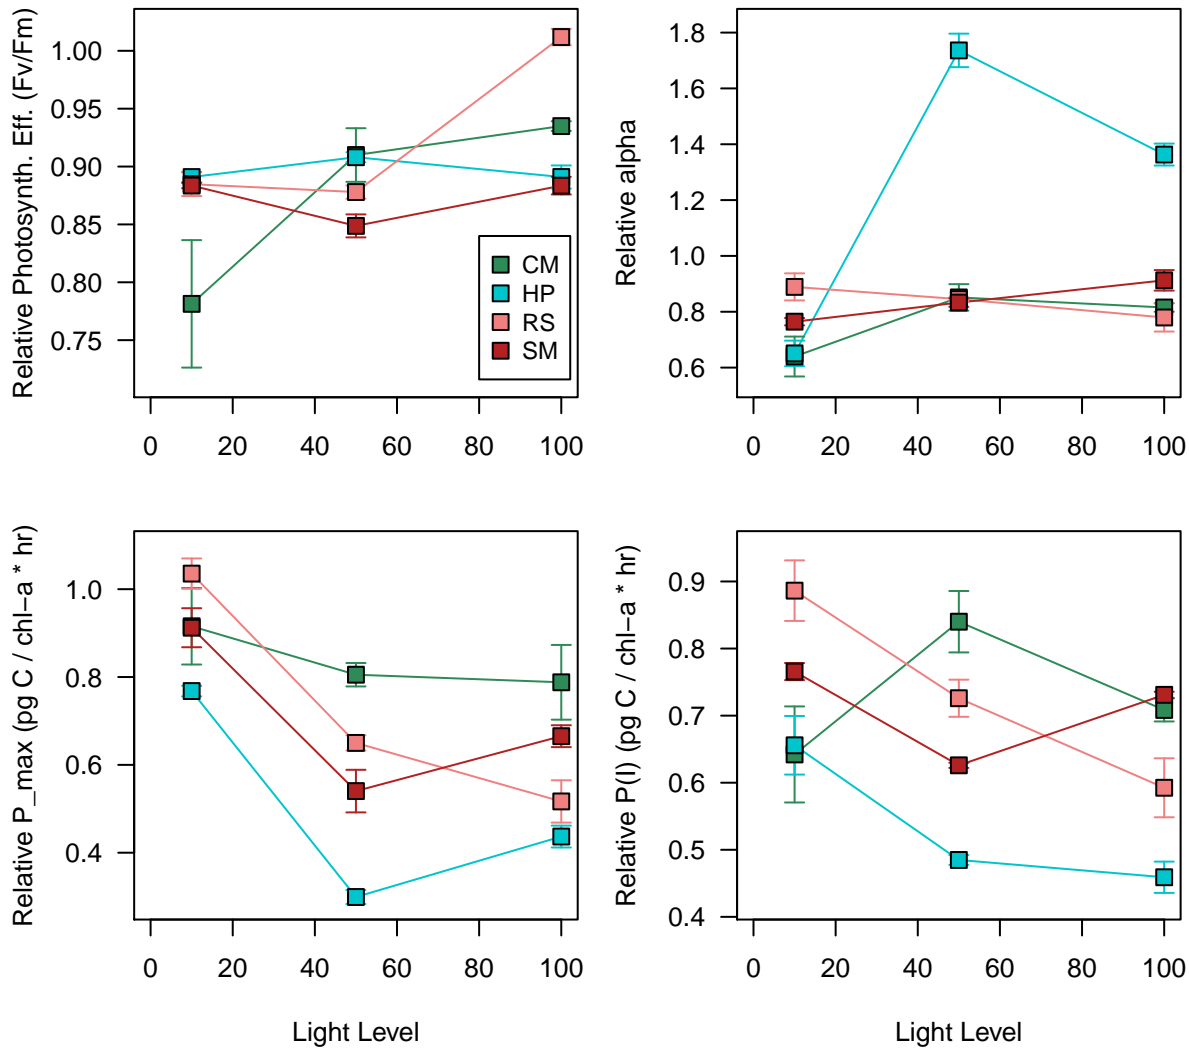 Relative Photosynth. Eff. (Fv/Fm)
1.00
0.95
0.90
0.85
0.80
0.75
0 20 40 60 80 100
CM
HP
RS
SM
Relative alpha
1.8
1.6
1.4
1.2
1.0
0.8
0.6
0 20 40 60 80 100
Relative P_max (pg C / chl−a * hr)
1.0
0.8
0.6
0.4
0 20 40 60 80 100
Light Level
Relative P(I) (pg C / chl−a * hr)
0.9
0.8
0.7
0.6
0.5
0.4
0 20 40 60 80 100
Light Level